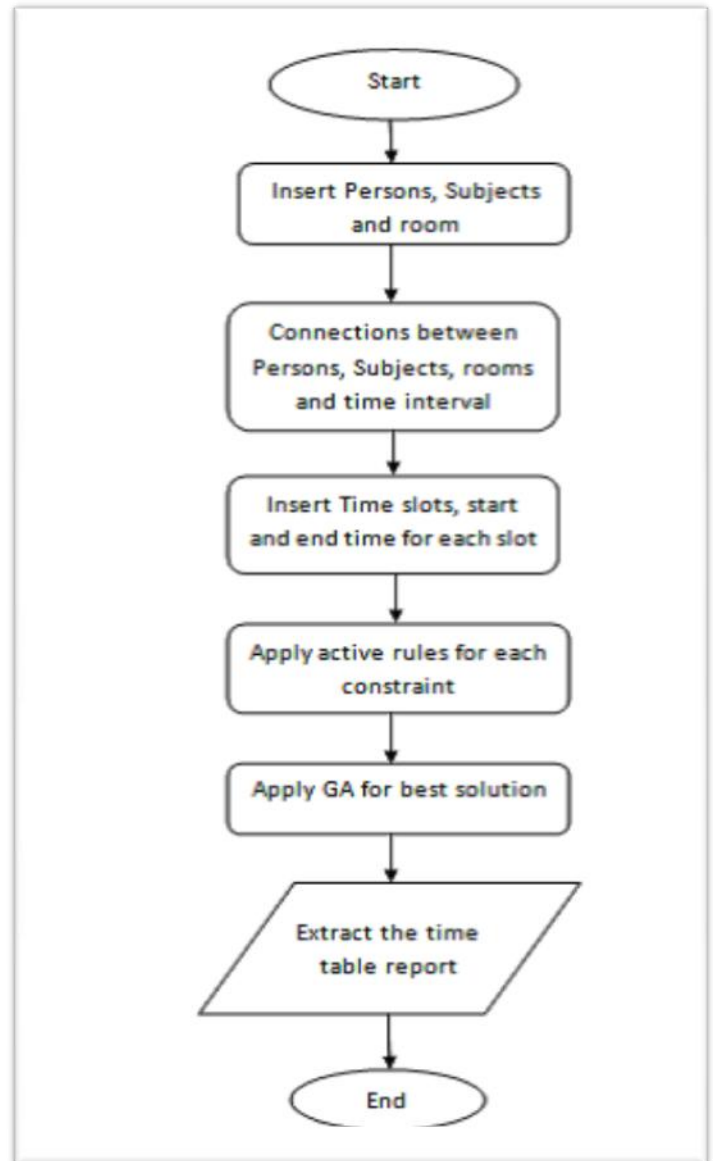 Start
Insert Persons, Subjects
and room
Connections between
Persons, Subjects, rooms
and time interval
Insert Time slots, start
and end time for each slot
Apply active rules for each
constraint
Apply GA for best solution
Extract the time
table report
End